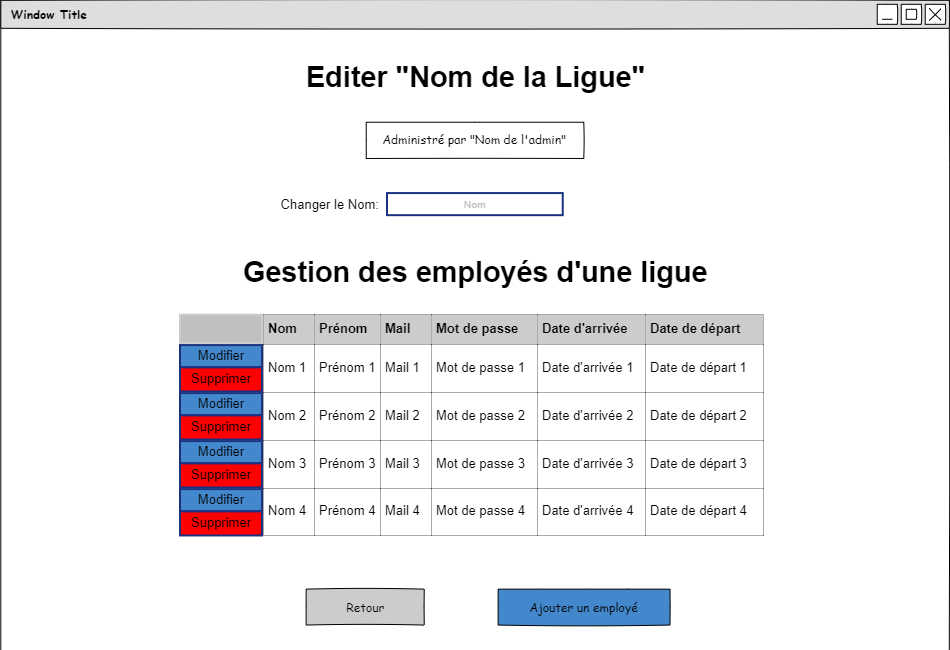 Window Title
Editer "Nom de la Ligue"
Administré par "Nom de l'admin"
Changer le Nom: Nom
Gestion des employés d'une ligue
Nom Prénom Mail Mot de passe Date d'arrivée Date de départ
Modifier
Supprimer
Nom 1 Prénom 1 Mail 1 Mot de passe 1 Date d'arrivée 1 Date de départ 1
Modifier
Supprimer
Nom 2 Prénom 2 Mail 2 Mot de passe 2 Date d'arrivée 2 Date de départ 2
Modifier
Supprimer
Nom 3 Prénom 3 Mail 3 Mot de passe 3 Date d'arrivée 3 Date de départ 3
Modifier
Supprimer
Nom 4 Prénom 4 Mail 4 Mot de passe 4 Date d'arrivée 4 Date de départ 4
Retour Ajouter un employé